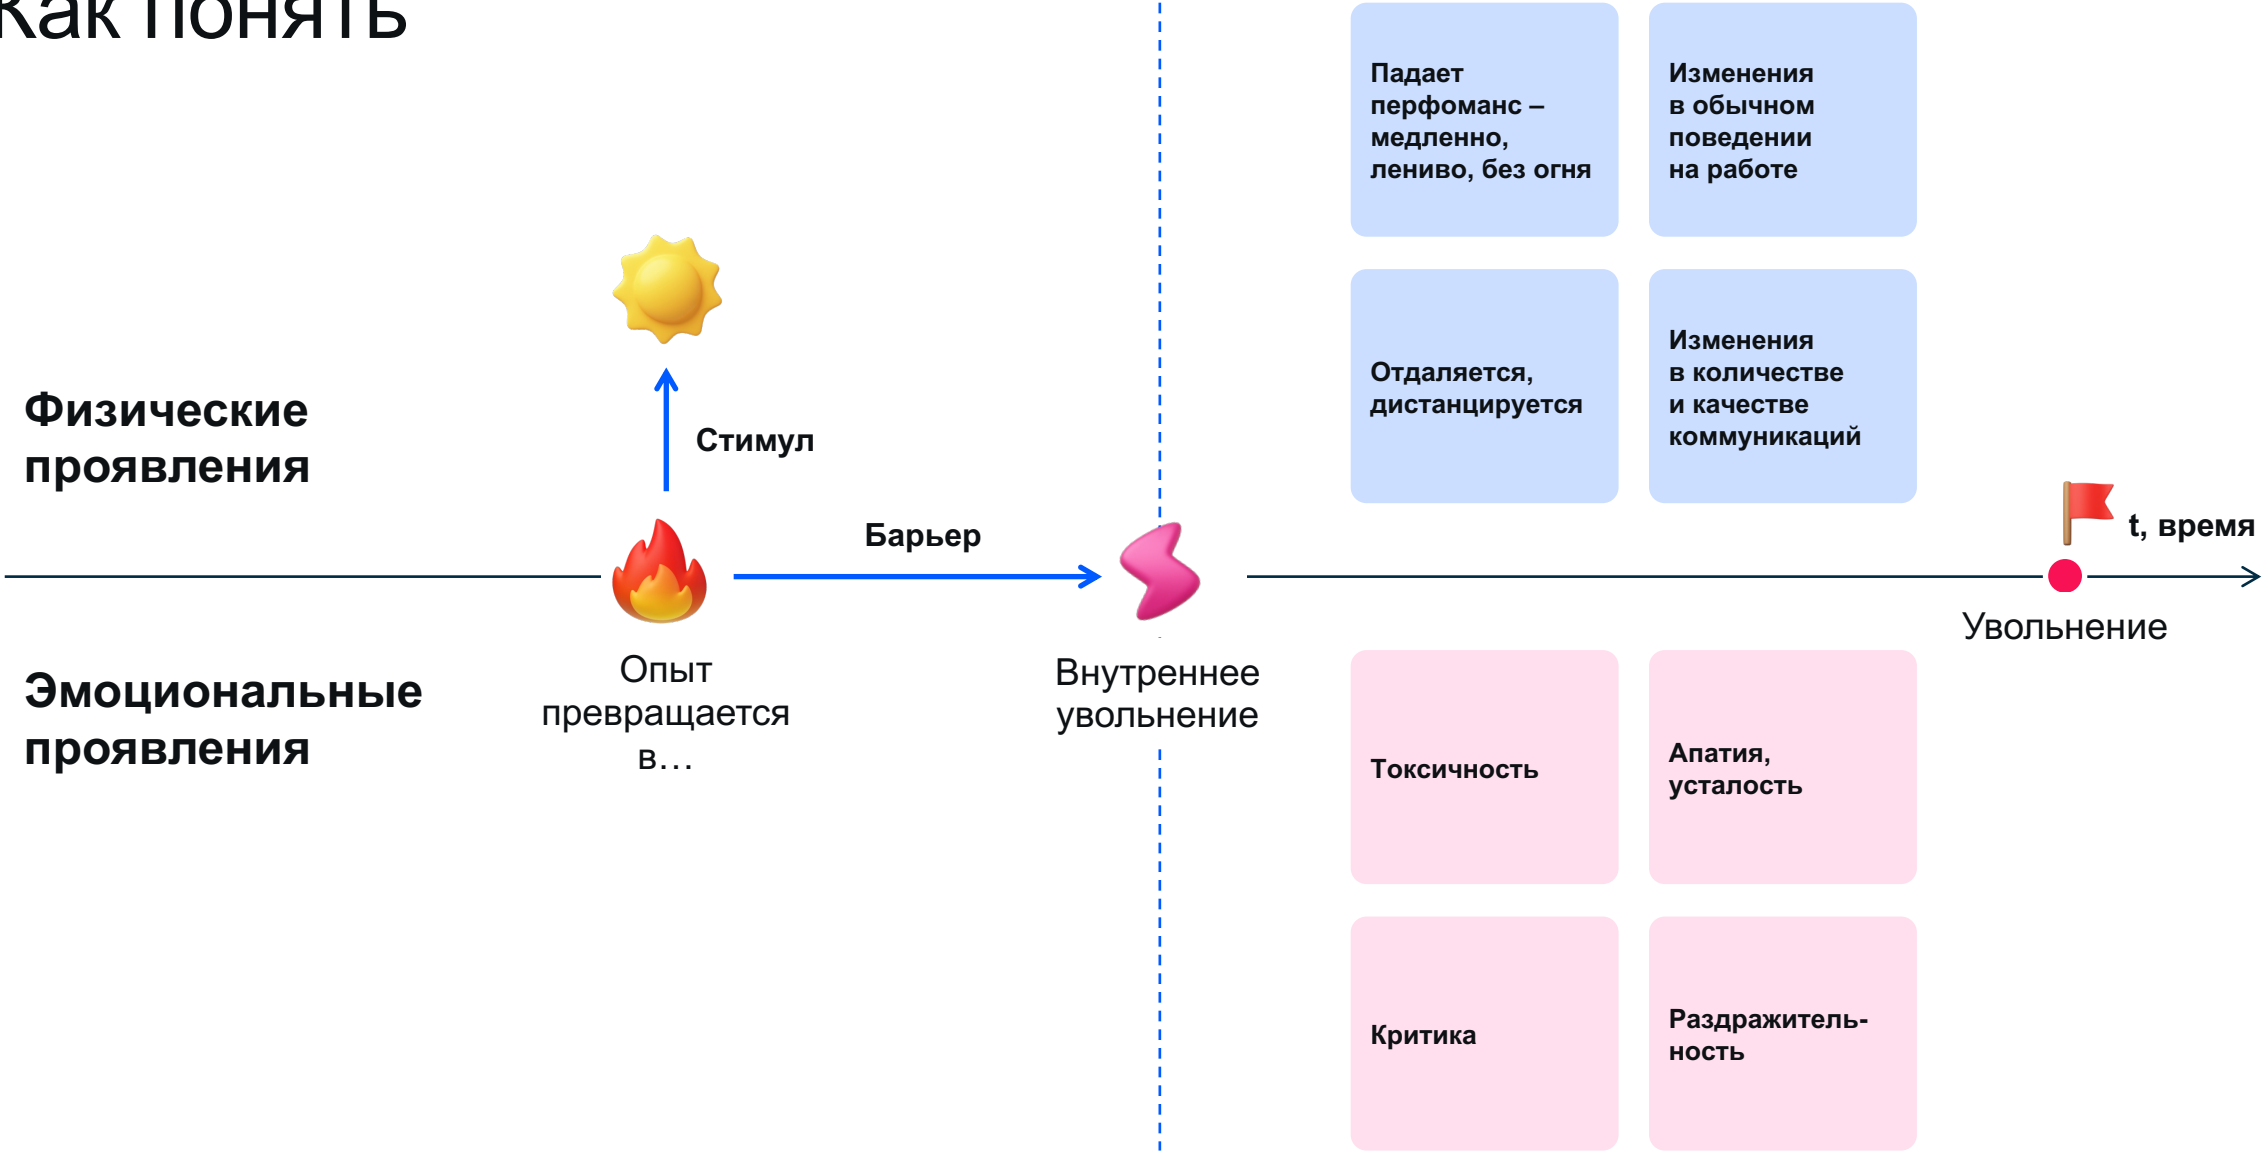 Как понять
Падает
перфоманс –
медленно,
лениво, без огня
Изменения
в обычном
поведении
на работе
Отдаляется,
дистанцируется
Изменения
в количестве
и качестве
коммуникаций
Физические
проявления
Стимул
Барьер
t, время
Увольнение
Эмоциональные
проявления
Опыт
превращается
в...
Внутреннее
увольнение
Токсичность
Апатия,
усталость
Критика
Раздражитель-
ность